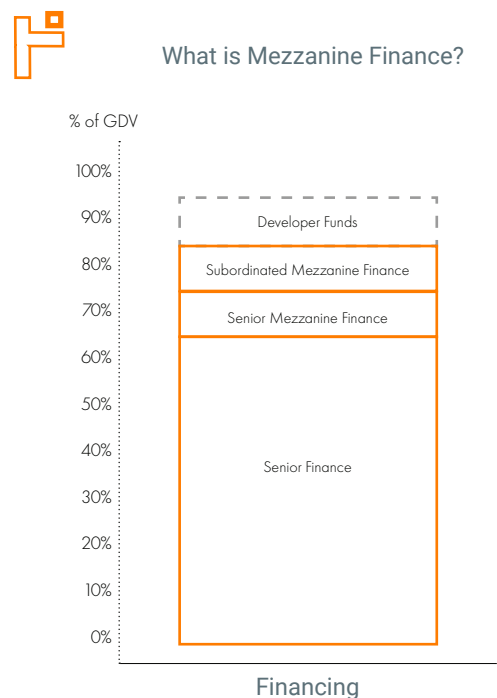 What is Mezzanine Finance?
% of GDV
100%
90%
Developer Funds
80%
Subordinated Mezzanine Finance
70%
Senior Mezzanine Finance
60%
50%
40%
Senior Finance
30%
20%
10%
0%
Financing